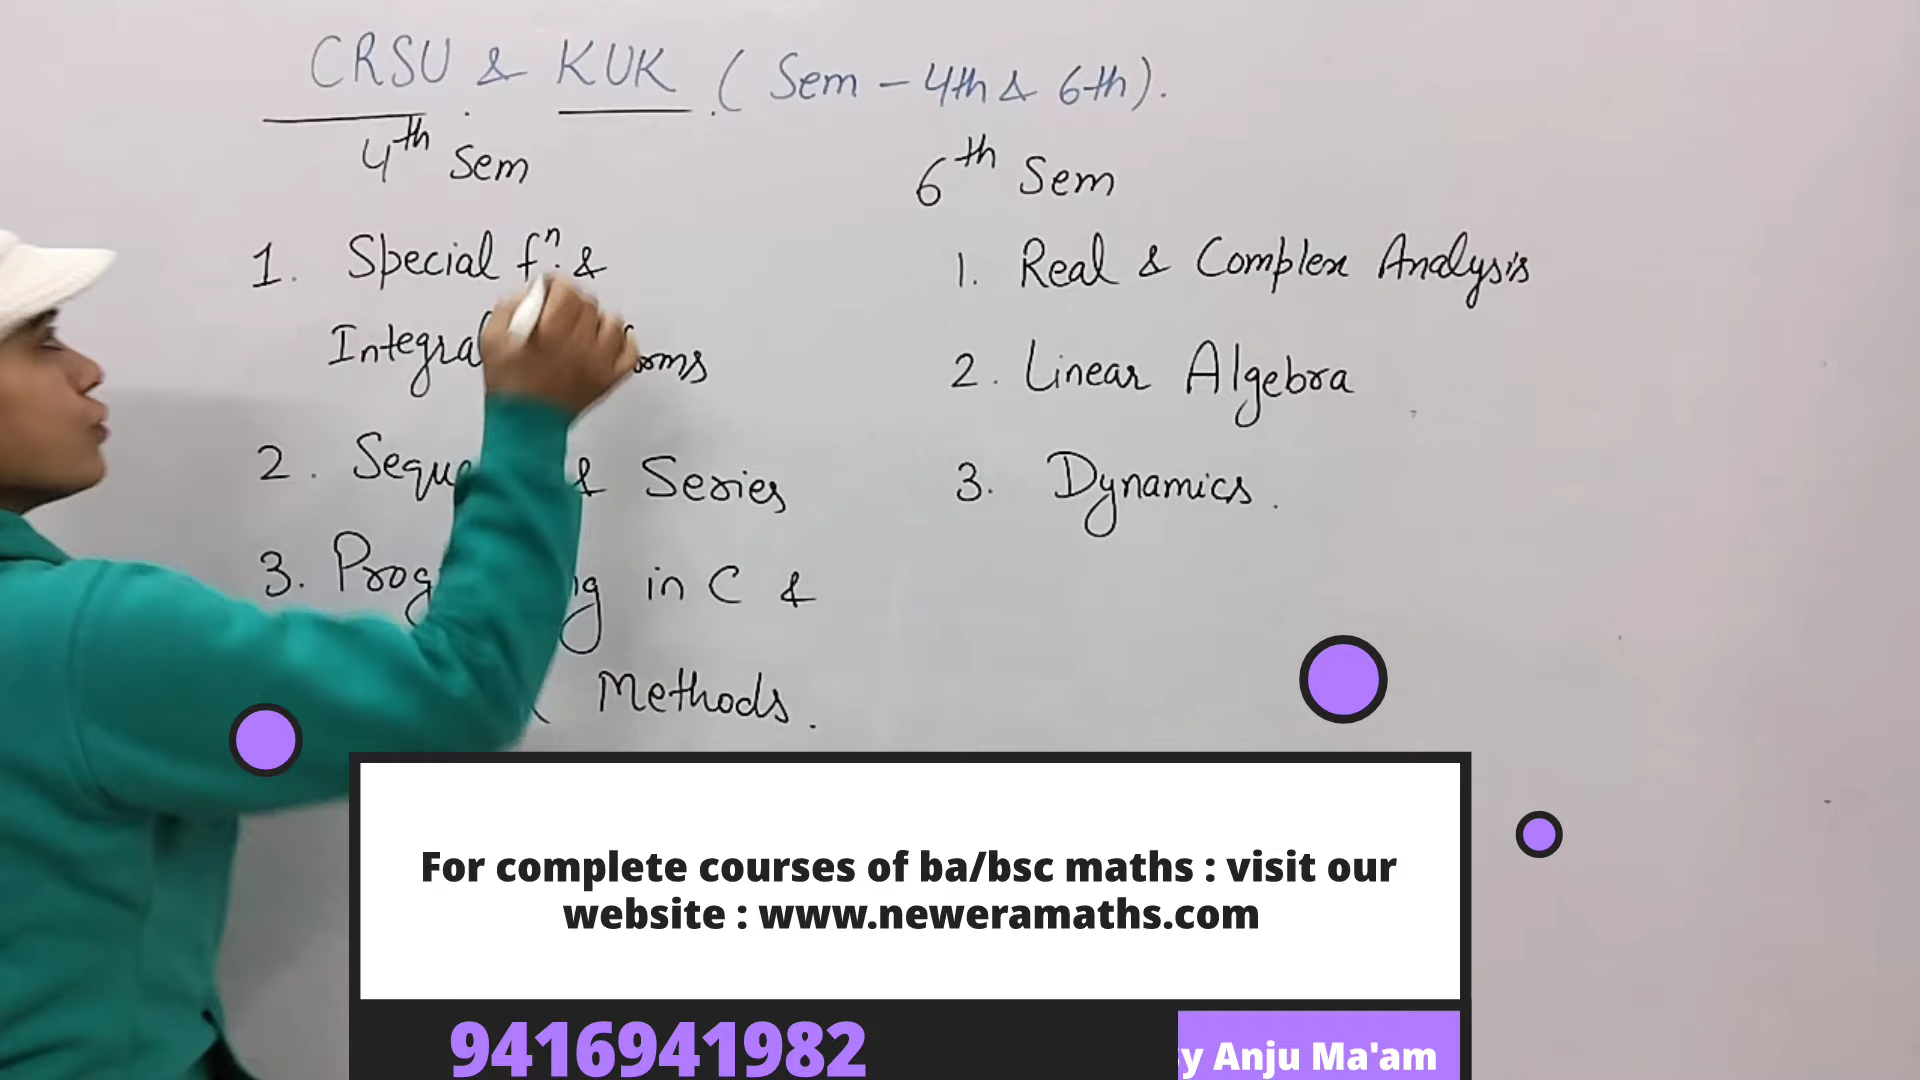 CRSU & KUK ( Sem - 4th & 6th ).
4th Sem
1. Special fn. &
Integral
2. & Series
3. in C &
Methods.
6th Sem
1. Real & Complex Analysis
2. Linear Algebra
3. Dynamics.
For complete courses of ba/bsc maths : visit our
website : www.neweramaths.com
9416941982
y Anju Ma'am